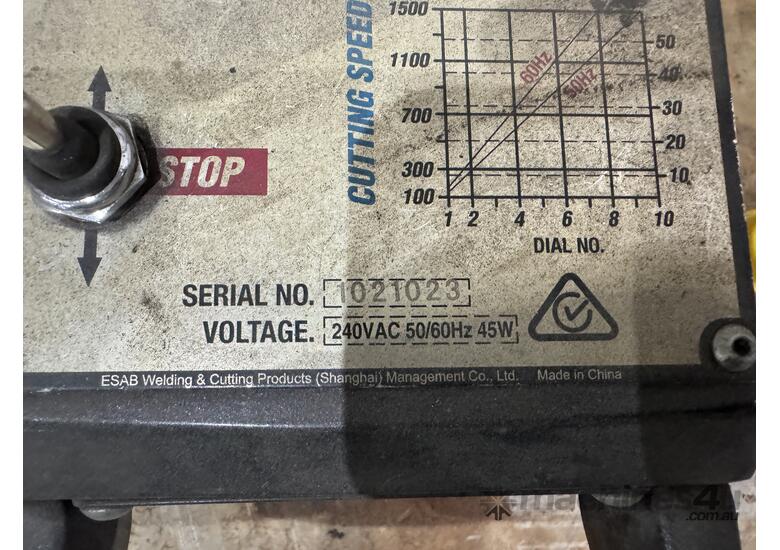 CUTTING SPEED
1500
1100
700
300
100
60Hz
50Hz
50
40
30
20
10
1 2 4 6 8 10
DIAL NO.
STOP
SERIAL NO. 1021023
VOLTAGE. 240VAC 50/60Hz 45W
ESAB Welding & Cutting Products (Shanghai) Management Co., Ltd. Made in China
machines4u
.com.au